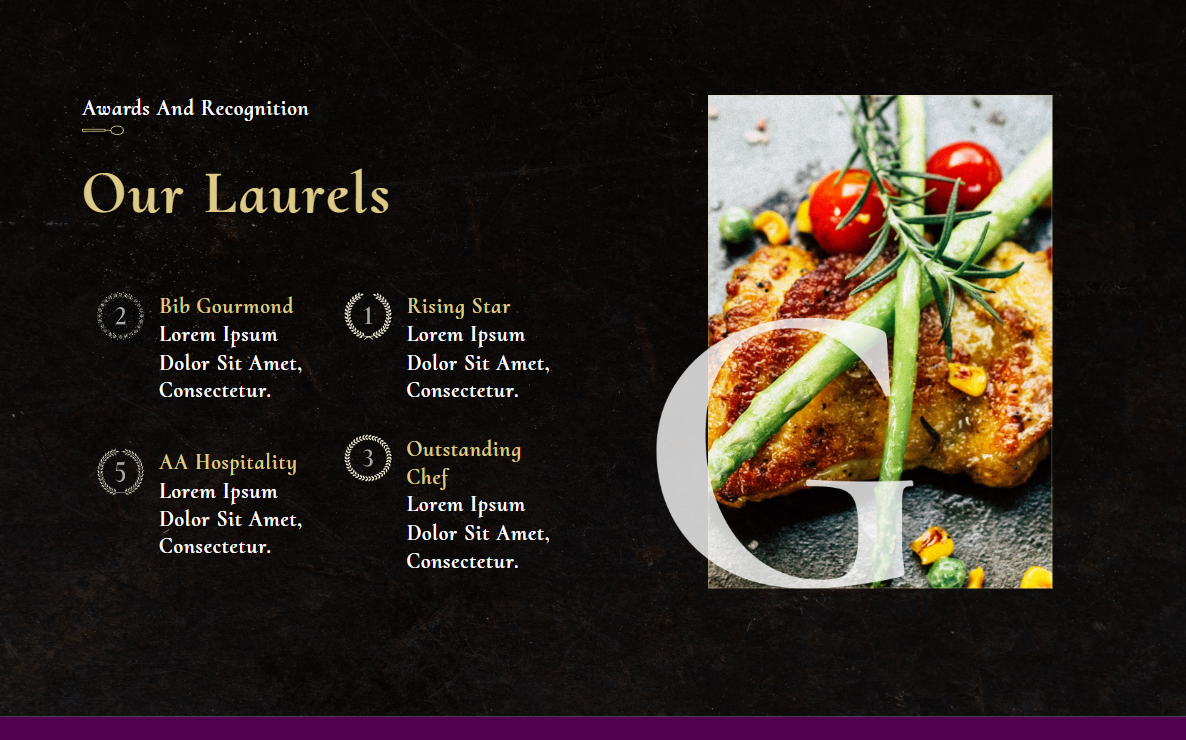 Awards And Recognition
Our Laurels
2
Bib Gourmond
Lorem Ipsum
Dolor Sit Amet,
Consectetur.
1
Rising Star
Lorem Ipsum
Dolor Sit Amet,
Consectetur.
5
AA Hospitality
Lorem Ipsum
Dolor Sit Amet,
Consectetur.
3
Outstanding
Chef
Lorem Ipsum
Dolor Sit Amet,
Consectetur.
G